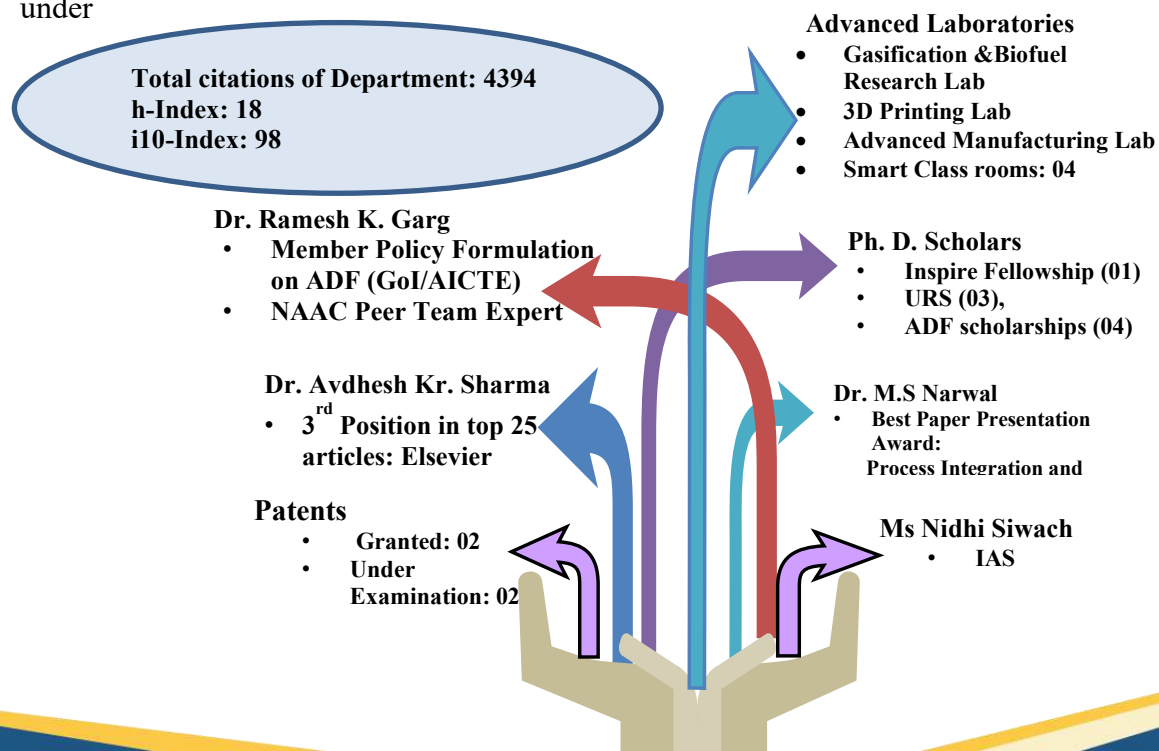 under
Total citations of Department: 4394
h-Index: 18
i10-Index: 98
Advanced Laboratories
• Gasification &Biofuel
Research Lab
• 3D Printing Lab
• Advanced Manufacturing Lab
• Smart Class rooms: 04
Dr. Ramesh K. Garg
• Member Policy Formulation
on ADF (GoI/AICTE)
• NAAC Peer Team Expert
Ph. D. Scholars
• Inspire Fellowship (01)
• URS (03),
• ADF scholarships (04)
Dr. Avdhesh Kr. Sharma
• 3rd Position in top 25
articles: Elsevier
Dr. M.S Narwal
• Best Paper Presentation
Award:
Process Integration and
Patents
• Granted: 02
• Under
Examination: 02
Ms Nidhi Siwach
• IAS